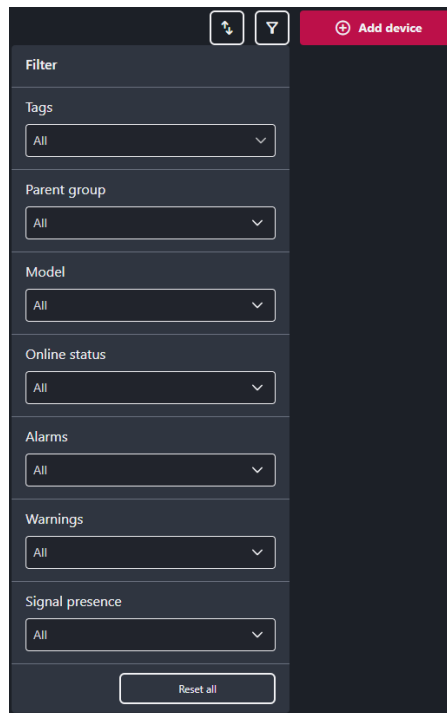 Add device
Filter
Tags
All
Parent group
All
Model
All
Online status
All
Alarms
All
Warnings
All
Signal presence
All
Reset all